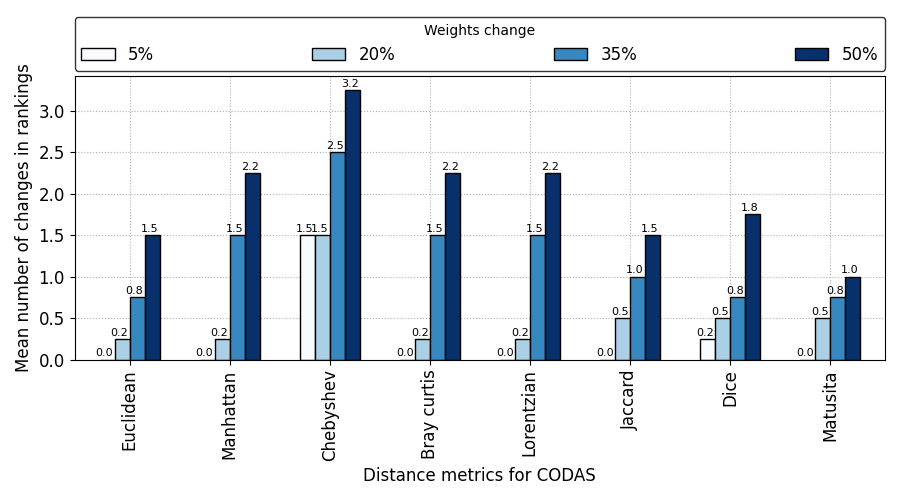 Weights change
5% 20% 35% 50%
Mean number of changes in rankings
3.0
2.5
2.0
1.5
1.0
0.5
0.0
0.0 0.2 0.8 1.5
0.0 0.2 1.5 2.2
1.5 1.5 2.5 3.2
0.0 0.2 1.5 2.2
0.0 0.2 1.5 2.2
0.0 0.5 1.0 1.5
0.2 0.5 0.8 1.8
0.0 0.5 0.8 1.0
Euclidean
Manhattan
Chebyshev
Bray curtis
Lorentzian
Jaccard
Dice
Matusita
Distance metrics for CODAS